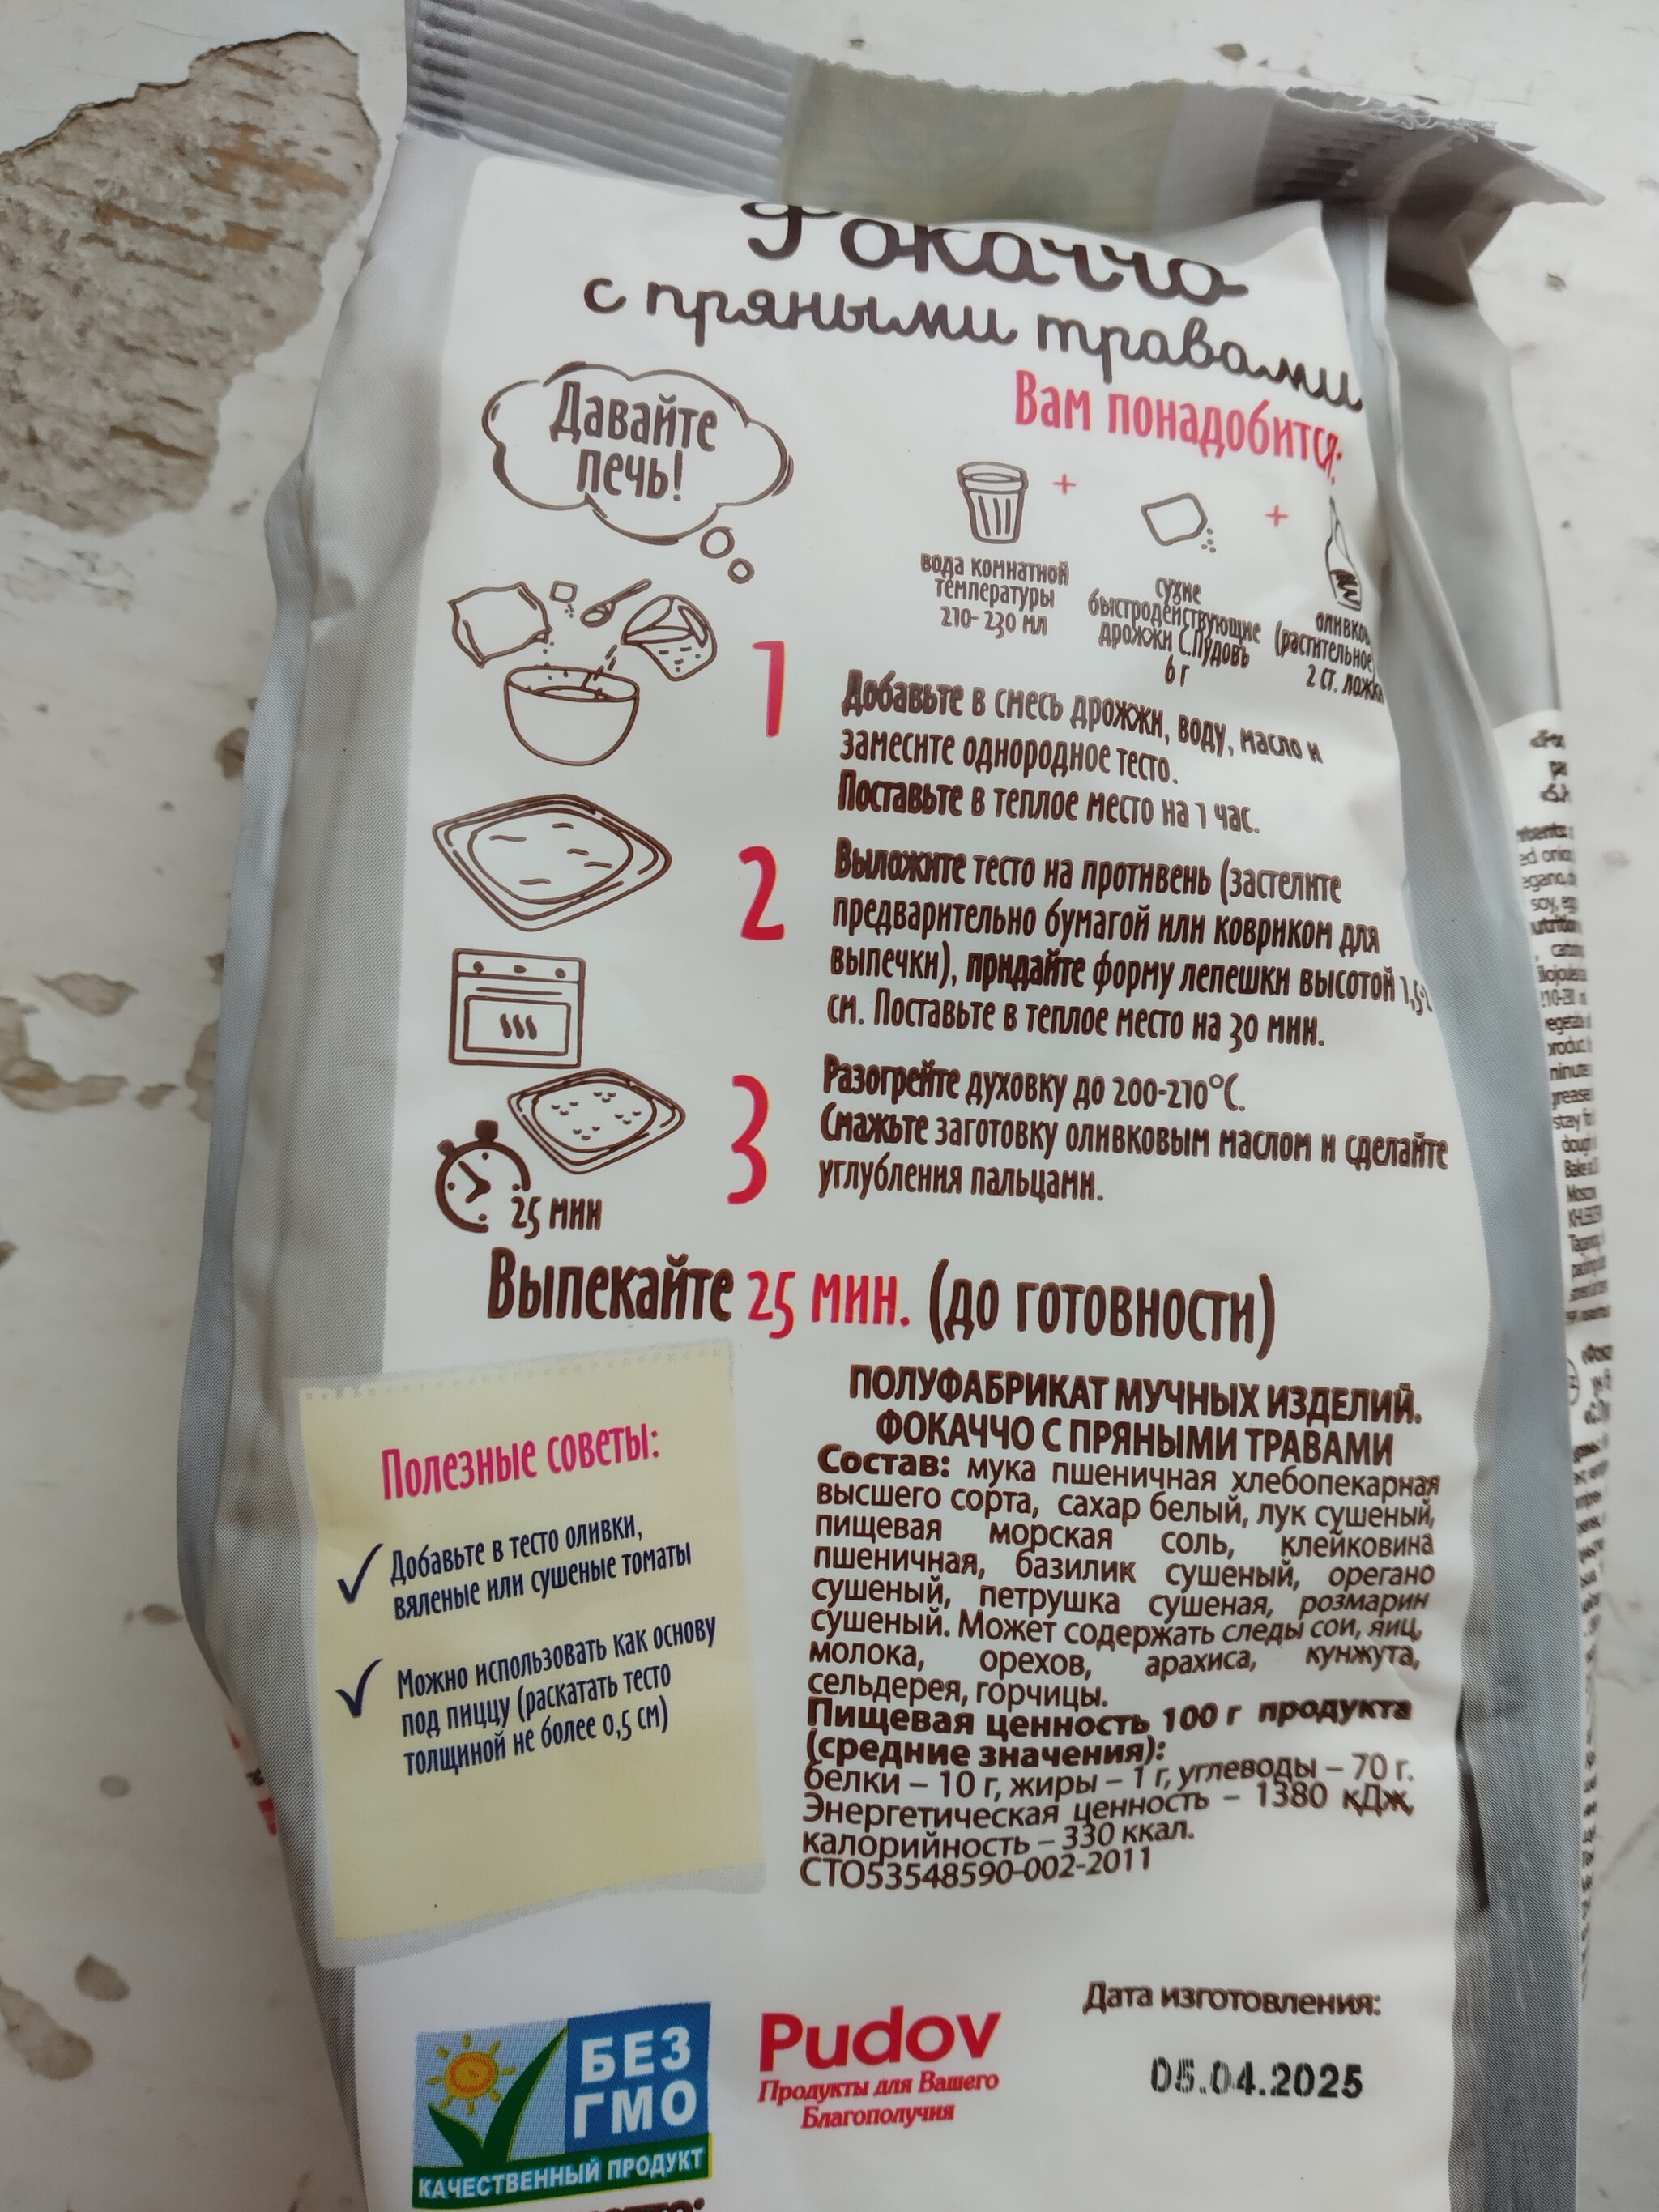 Фокаччо
с пряными травами
Давайте
печь!
Вам понадобится:
вода комнатной
температуры
210-230 мл
сухие
быстродействующие
дрожжи С.Пудовъ
6 г
(растительное)
2 ст. ложки
1
Добавьте в смесь дрожжи, воду, масло и
замесите однородное тесто.
Поставьте в теплое место на 1 час.
2
Выложите тесто на противень (застелите
предварительно бумагой или ковриком для
выпечки), придайте форму лепешки высотой 1,5-2
см. Поставьте в теплое место на 30 мин.
3
Разогрейте духовку до 200-210°С.
Смажьте заготовку оливковым маслом и сделайте
углубления пальцами.
25 мин
Выпекайте 25 мин. (до готовности)
Полезные советы:
Добавьте в тесто оливки,
вяленые или сушеные томаты
Можно использовать как основу
под пиццу (раскатать тесто
толщиной не более 0,5 см)
ПОЛУФАБРИКАТ МУЧНЫХ ИЗДЕЛИЙ.
ФОКАЧЧО С ПРЯНЫМИ ТРАВАМИ
Состав: мука пшеничная хлебопекарная
высшего сорта, сахар белый, лук сушеный,
пищевая морская соль, клейковина
пшеничная, базилик сушеный, орегано
сушеный, петрушка сушеная, розмарин
сушеный. Может содержать следы сои, яиц,
молока, орехов, арахиса, кунжута,
сельдерея, горчицы.
Пищевая ценность 100 г продукта
(средние значения):
белки – 10 г, жиры – 1 г, углеводы – 70 г.
Энергетическая ценность – 1380 кДж,
калорийность – 330 ккал.
СТО53548590-002-2011
БЕЗ
ГМО
КАЧЕСТВЕННЫЙ ПРОДУКТ
Pudov
Продукты для Вашего
Благополучия
Дата изготовления:
05.04.2025